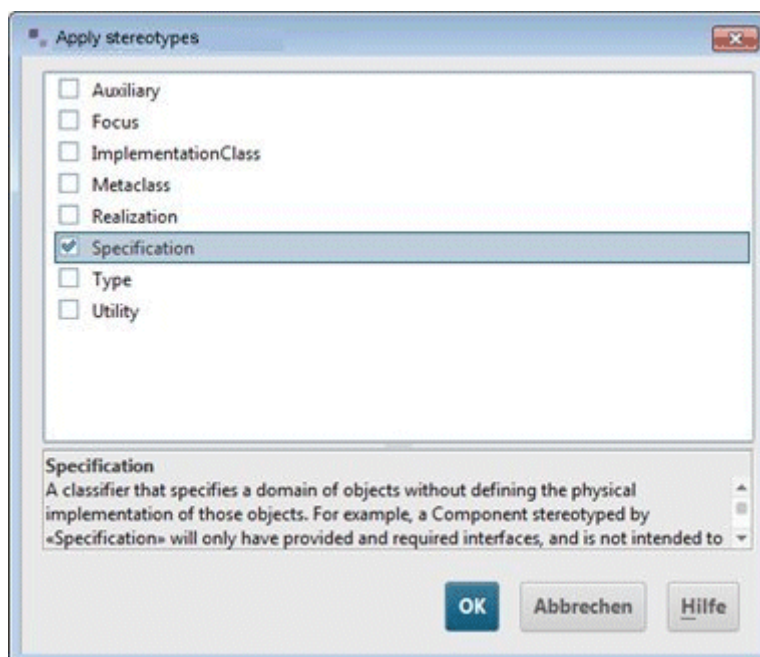 Apply stereotypes
Auxiliary
Focus
ImplementationClass
Metaclass
Realization
Specification
Type
Utility
Specification
A classifier that specifies a domain of objects without defining the physical
implementation of those objects. For example, a Component stereotyped by
«Specification» will only have provided and required interfaces, and is not intended to
OK
Abbrechen
Hilfe